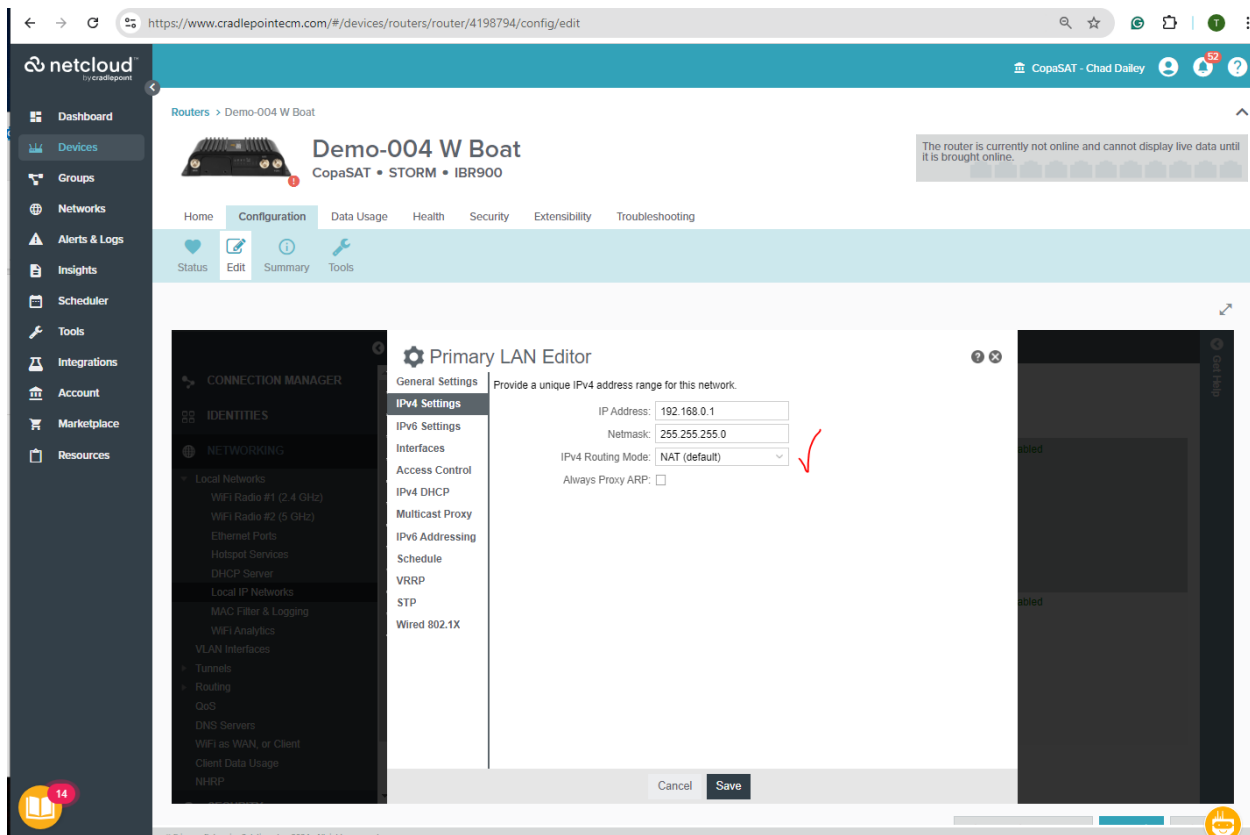 https://www.cradlepointecm.com/#/devices/routers/router/4198794/config/edit
T
netcloud
by cradlepoint
CopaSAT - Chad Dailey
52
Dashboard
Devices
Groups
Networks
Alerts & Logs
Insights
Scheduler
Tools
Integrations
Account
Marketplace
Resources
14
Routers > Demo-004 W Boat
Demo-004 W Boat
CopaSAT • STORM • IBR900
The router is currently not online and cannot display live data until
it is brought online.
Home Configuration Data Usage Health Security Extensibility Troubleshooting
Status Edit Summary Tools
CONNECTION MANAGER
IDENTITIES
NETWORKING
Local Networks
WiFi Radio #1 (2.4 GHz)
WiFi Radio #2 (5 GHz)
Ethernet Ports
Hotspot Services
DHCP Server
Local IP Networks
MAC Filter & Logging
WiFi Analytics
VLAN Interfaces
Tunnels
Routing
QoS
DNS Servers
WiFi as WAN, or Client
Client Data Usage
NHRP
Primary LAN Editor
General Settings
IPv4 Settings
IPv6 Settings
Interfaces
Access Control
IPv4 DHCP
Multicast Proxy
IPv6 Addressing
Schedule
VRRP
STP
Wired 802.1X
Provide a unique IPv4 address range for this network.
IP Address: 192.168.0.1
Netmask: 255.255.255.0
IPv4 Routing Mode: NAT (default)
Always Proxy ARP:
Cancel Save
Get Help